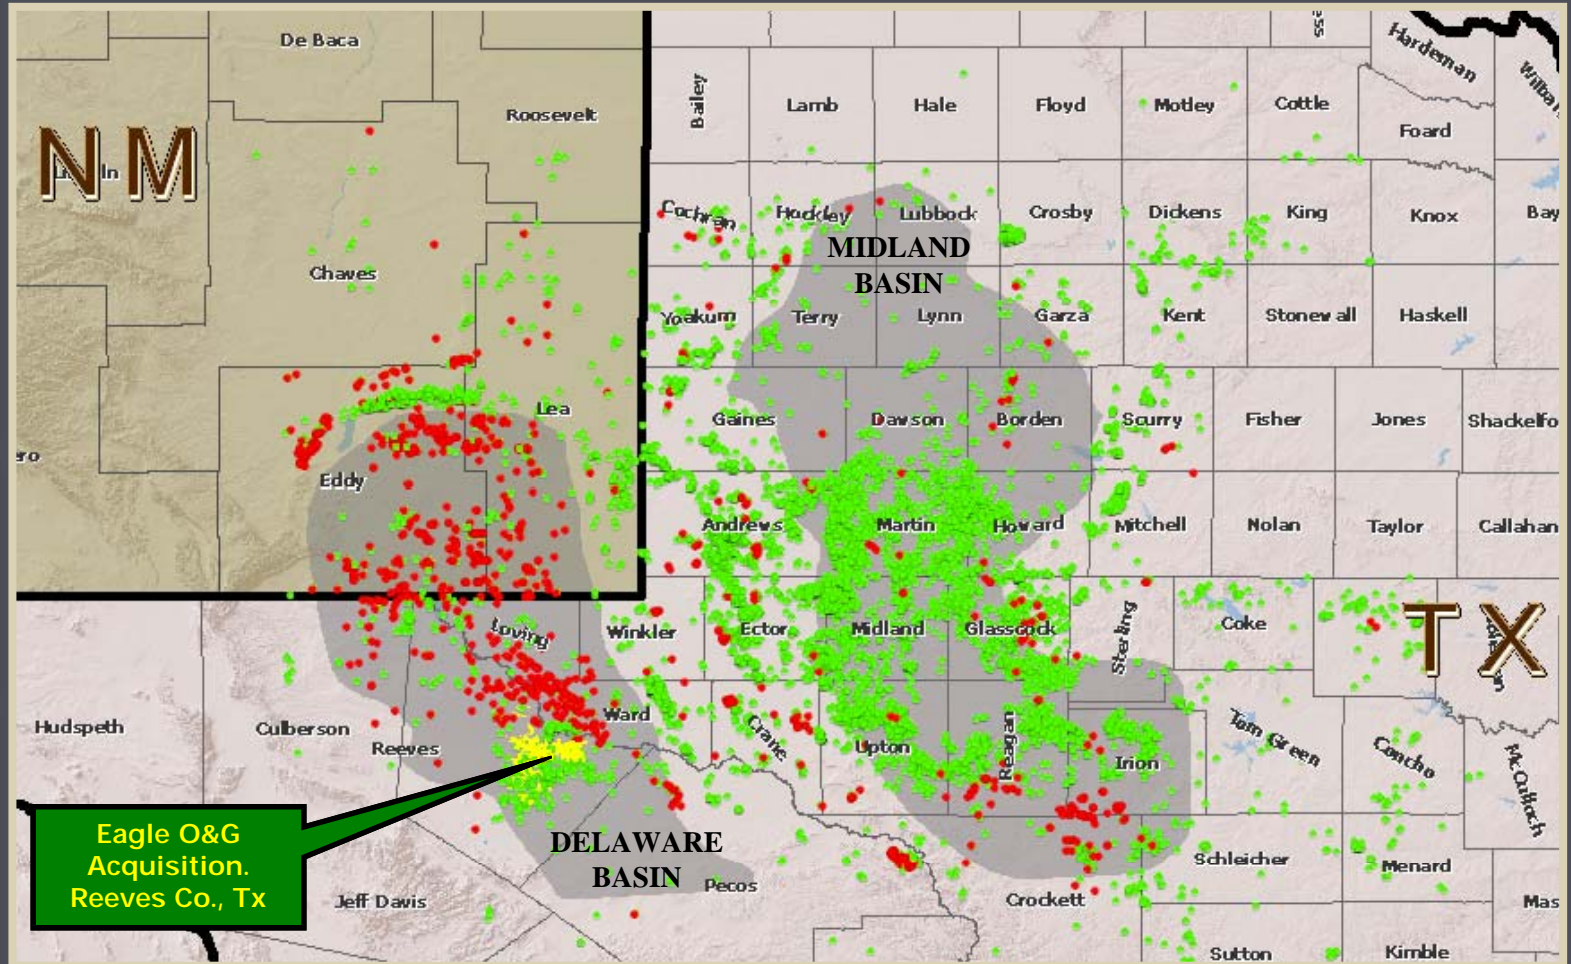 De Baca
Roosevelt
NM
Chaves
Lea
Eddy
Bailey
Lamb
Hale
Floyd
Motley
Cottle
Hardeman
Foard
Cochran
Hockley
Lubbock
Crosby
Dickens
King
Knox
MIDLAND
BASIN
Yoakum
Terry
Lynn
Garza
Kent
Stonewall
Haskell
Gaines
Dawson
Borden
Scurry
Fisher
Jones
Shackelfo
ero
Andrews
Martin
Howard
Mitchell
Nolan
Taylor
Callahan
Loving
Winkler
Ector
Midland
Glasscock
Sterling
Coke
TX
Hudspeth
Culberson
Reeves
Ward
Crane
Upton
Reagan
Irion
Tom Green
Concho
McCulloch
Eagle O&G
Acquisition.
Reeves Co., Tx
DELAWARE
BASIN
Jeff Davis
Pecos
Crockett
Schleicher
Menard
Mas
Sutton
Kimble
Bay
Wilba